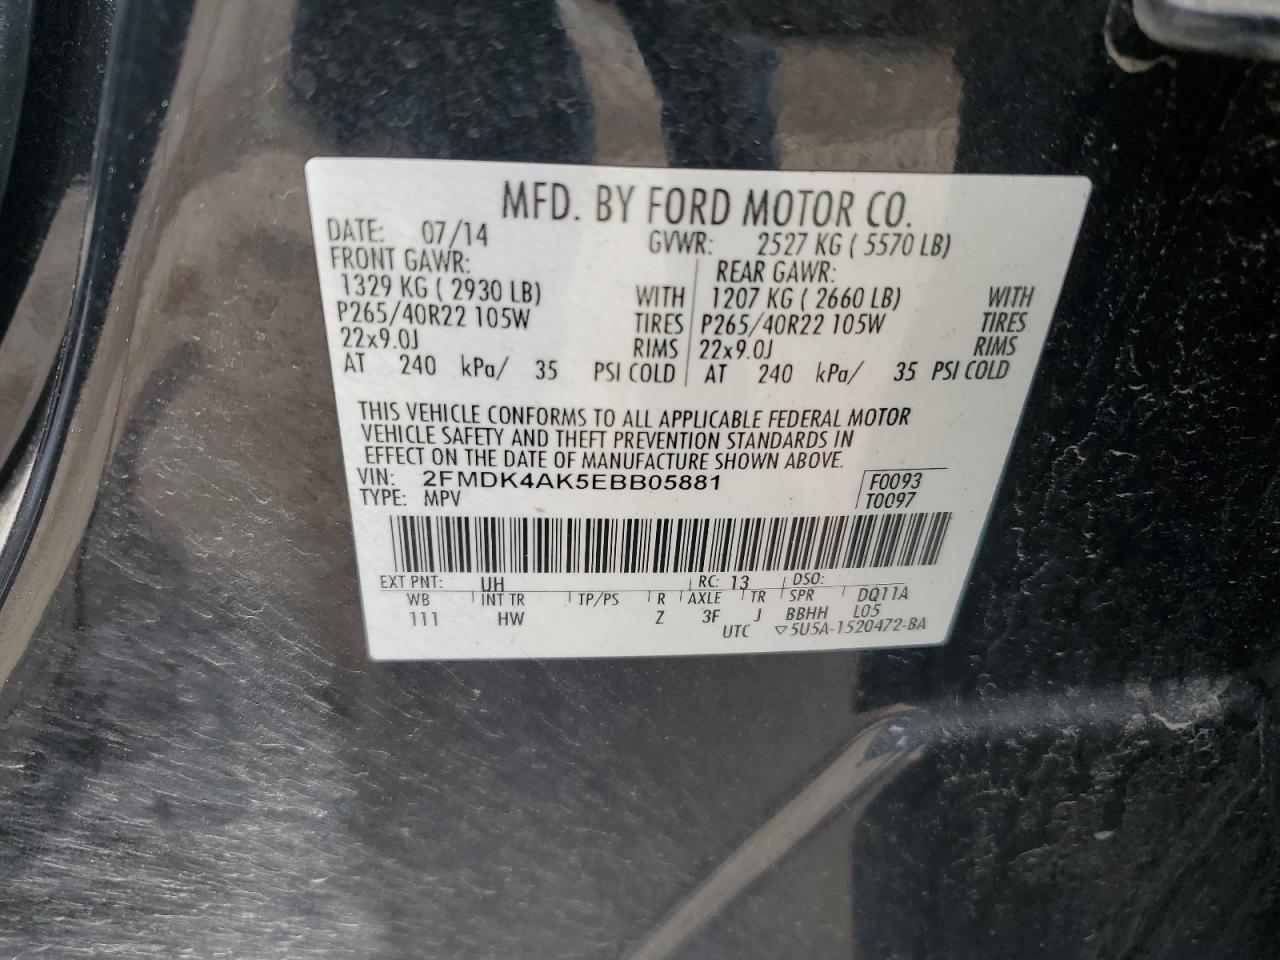 MFD. BY FORD MOTOR CO.
DATE: 07/14 GVWR: 2527 KG ( 5570 LB)
FRONT GAWR: REAR GAWR:
1329 KG ( 2930 LB) WITH 1207 KG ( 2660 LB) WITH
P265/40R22 105W TIRES P265/40R22 105W TIRES
22x9.0J RIMS 22x9.0J RIMS
AT 240 kPa/ 35 PSI COLD AT 240 kPa/ 35 PSI COLD
THIS VEHICLE CONFORMS TO ALL APPLICABLE FEDERAL MOTOR
VEHICLE SAFETY AND THEFT PREVENTION STANDARDS IN
EFFECT ON THE DATE OF MANUFACTURE SHOWN ABOVE.
VIN: 2FMDK4AK5EBB05881 F0093
TYPE: MPV T0097
EXT PNT: UH RC: 13 DSO:
WB INT TR TP/PS R AXLE TR SPR DQ11A
111 HW Z 3F J BBHH L05
UTC ▽5U5A-1520472-BA